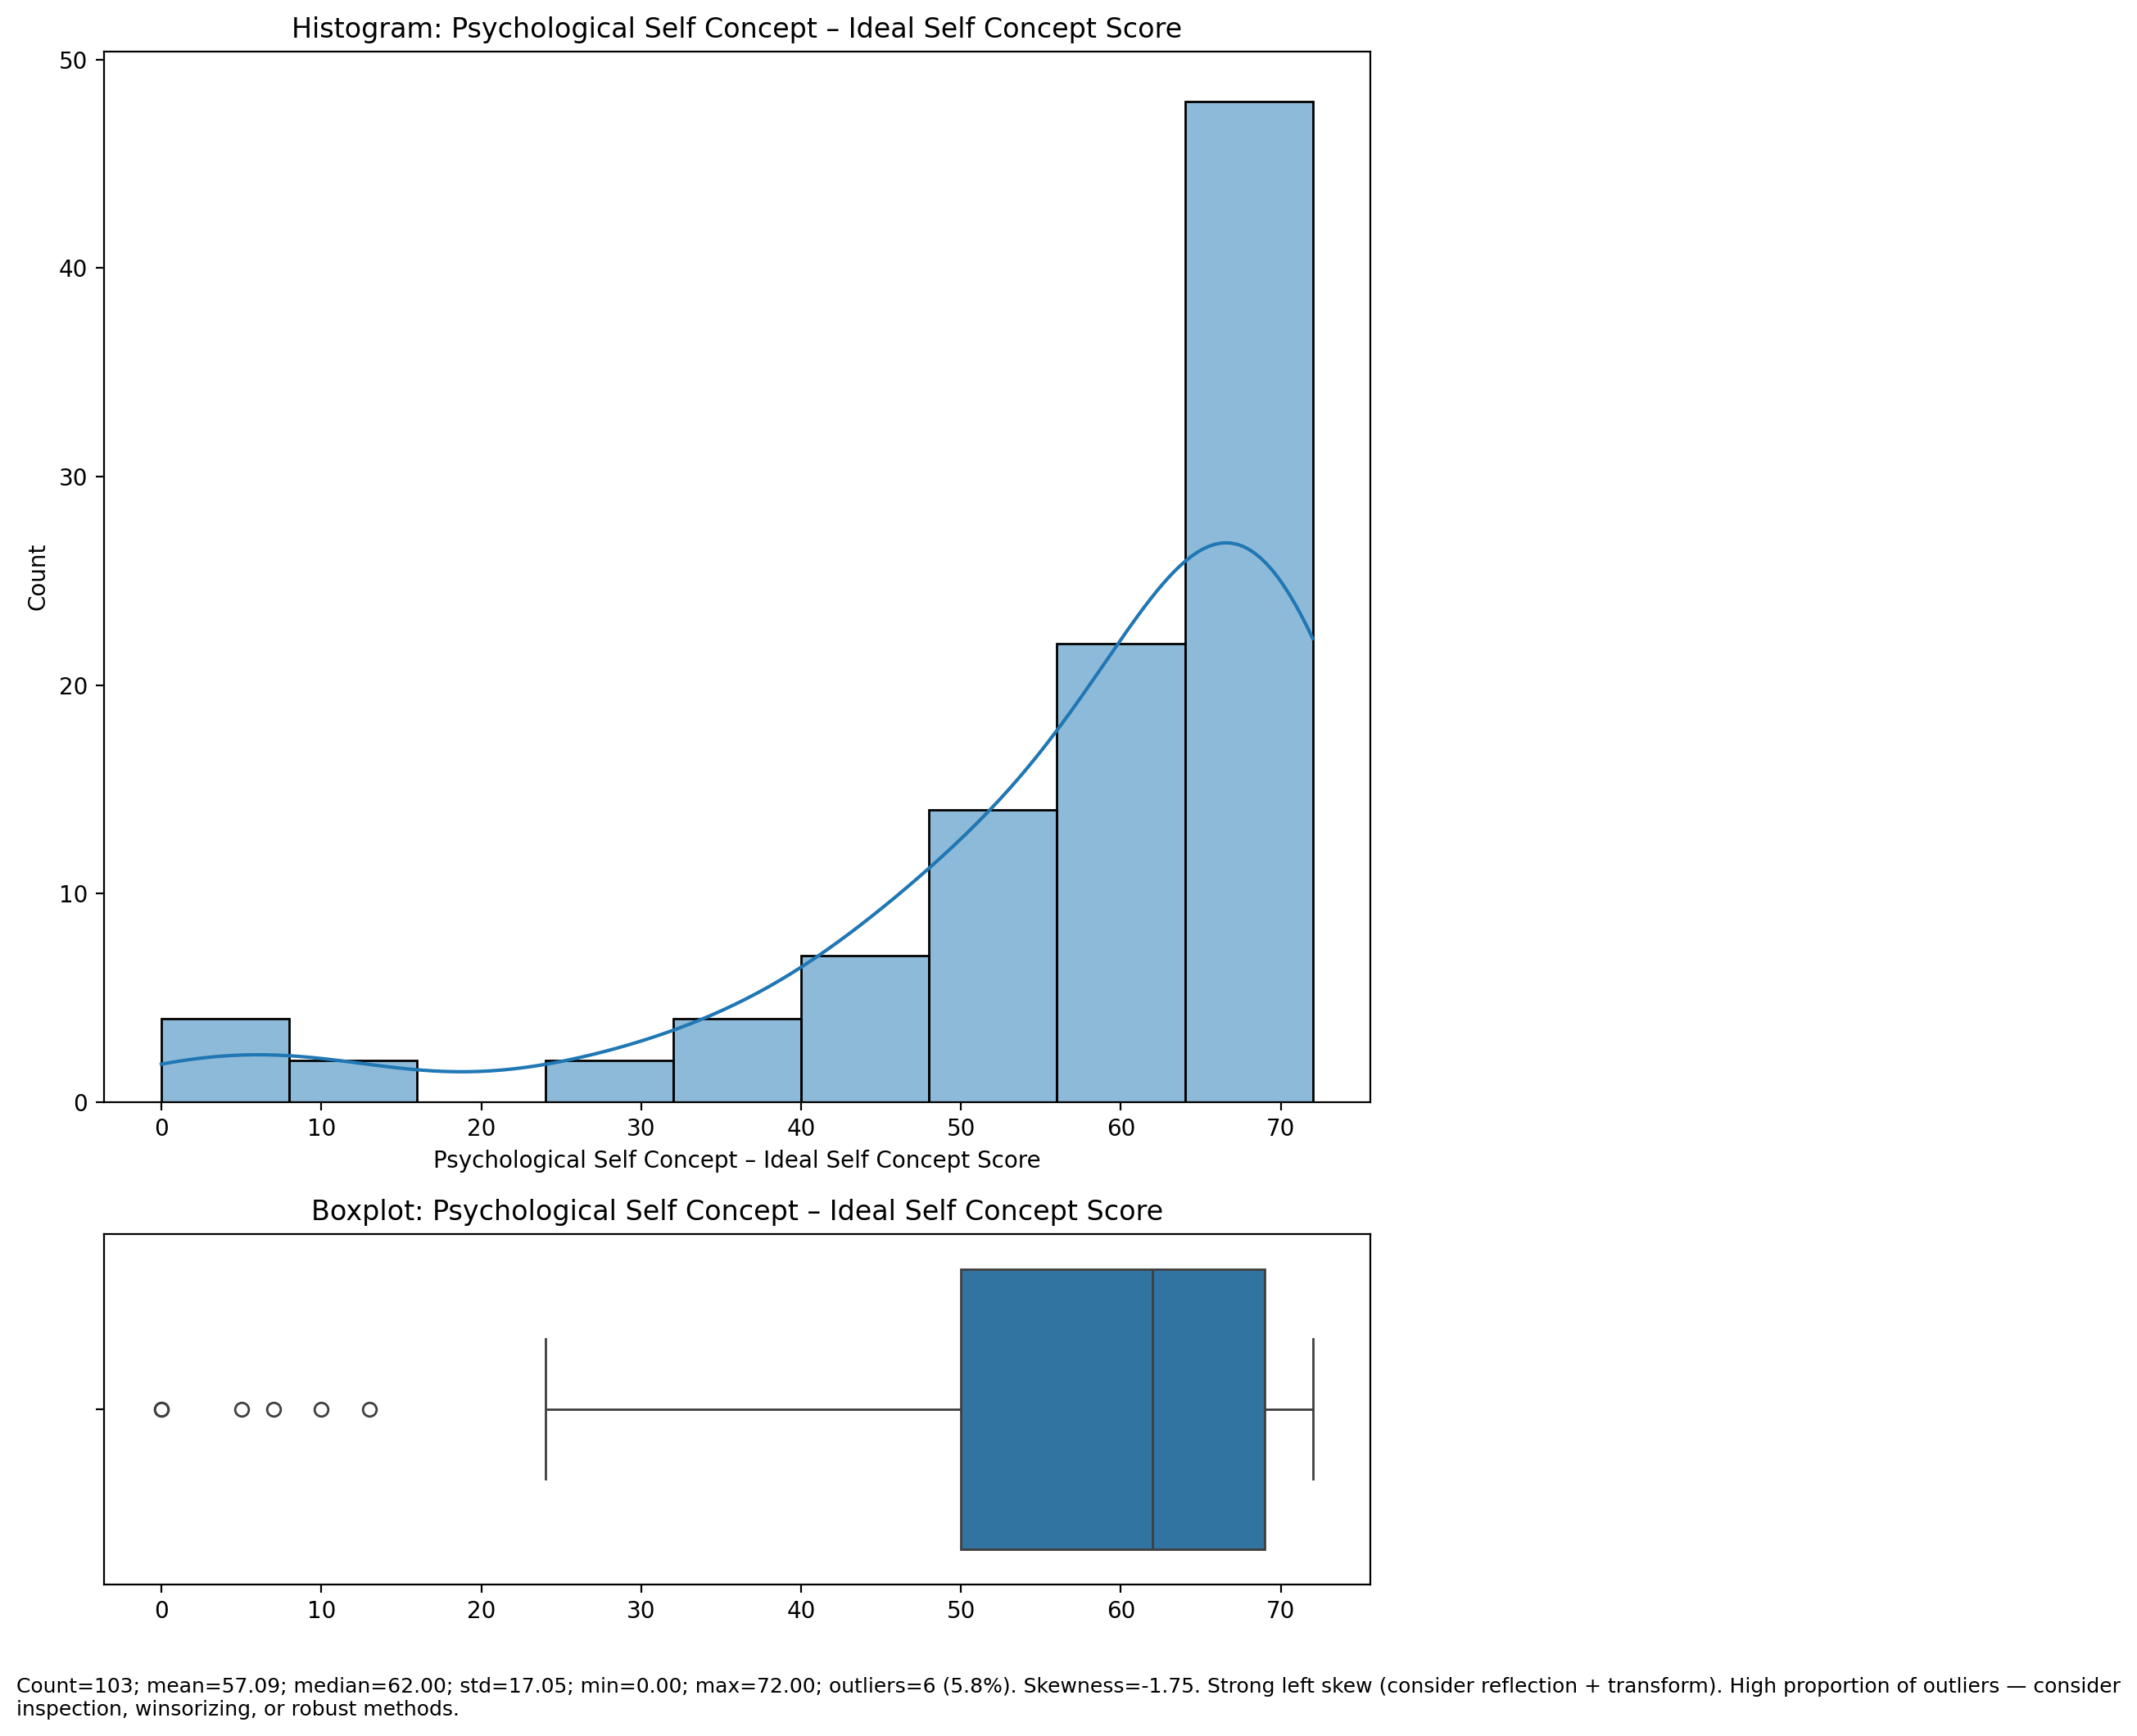 Histogram: Psychological Self Concept – Ideal Self Concept Score
50
40
30
20
10
0
Count
0 10 20 30 40 50 60 70
Psychological Self Concept – Ideal Self Concept Score
Boxplot: Psychological Self Concept – Ideal Self Concept Score
0 10 20 30 40 50 60 70
Count=103; mean=57.09; median=62.00; std=17.05; min=0.00; max=72.00; outliers=6 (5.8%). Skewness=-1.75. Strong left skew (consider reflection + transform). High proportion of outliers — consider
inspection, winsorizing, or robust methods.